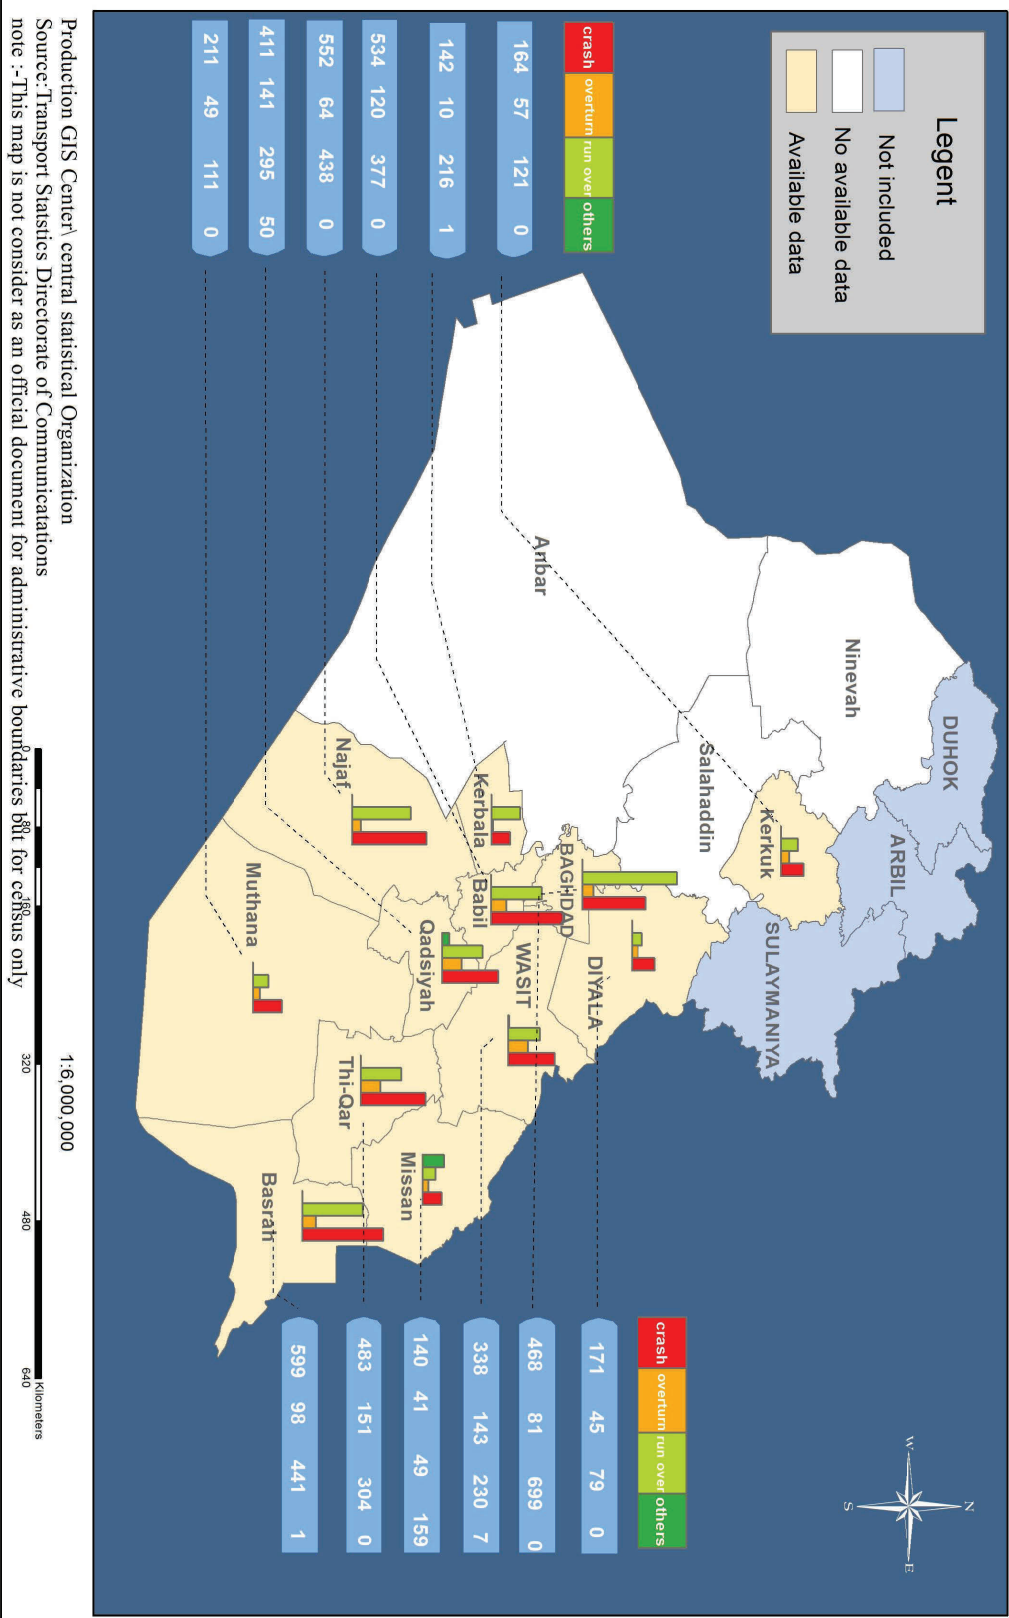 Legent
Not included
No available data
Available data
crash overturn run over others
164 57 121 0
142 10 216 1
534 120 377 0
552 64 438 0
411 141 295 50
211 49 111 0
DUHOK
Ninevah
ARBIL
Kerkuk
SULAYMANIYA
Salahaddin
Anbar
DIYALA
BAGHDAD
WASIT
Kerbala
Babil
Qadsiyah
Missan
Najaf
Thi-Qar
Muthana
Basrah
crash overturn run over others
171 45 79 0
468 81 699 0
338 143 230 7
140 41 49 159
483 151 304 0
599 98 441 1
N
W E
S
1:6,000,000
0 80 160 320 480 640
Kilometers
Production GIS Center\ central statistical Organization
Source:Transport Statstics Directorate of Communicatations
note :-This map is not consider as an official document for administrative boundaries but for census only